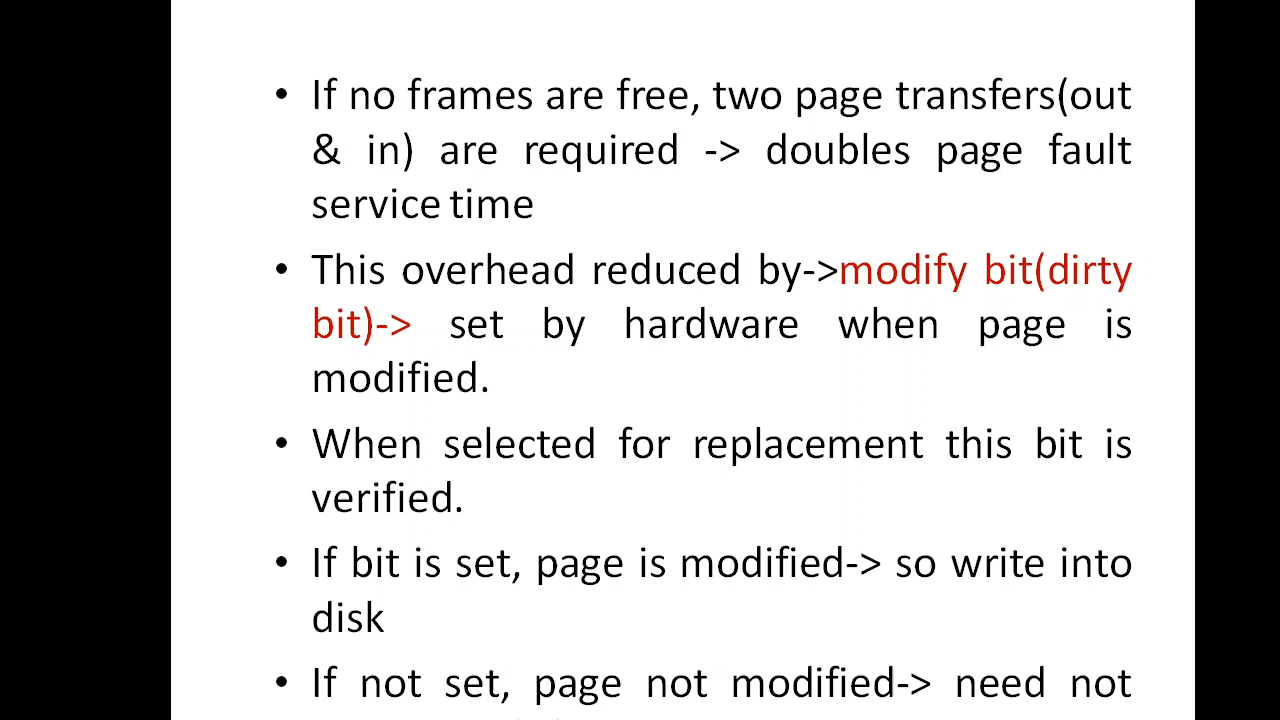 • If no frames are free, two page transfers(out
& in) are required -> doubles page fault
service time
• This overhead reduced by->modify bit(dirty
bit)-> set by hardware when page is
modified.
• When selected for replacement this bit is
verified.
• If bit is set, page is modified-> so write into
disk
• If not set, page not modified-> need not